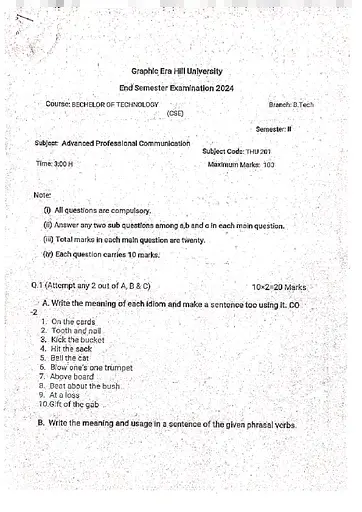 Graphic Era Hill University
End Semester Examination 2024
Course: BECHELOR OF TECHNOLOGY Branch: B.Tech
(CSE)
Semester: II
Subject: Advanced Professional Communication
Subject Code: THU 201
Time: 3:00 H Maximum Marks: 100
Note:
(i) All questions are compulsory.
(ii) Answer any two sub questions among a,b and c in each main question.
(iii) Total marks in each main question are twenty.
(iv) Each question carries 10 marks.
Q.1 (Attempt any 2 out of A, B & C) 10×2=20 Marks
A. Write the meaning of each idiom and make a sentence too using it. CO
-2
1. On the cards
2. Tooth and nail
3. Kick the bucket
4. Hit the sack
5. Bell the cat
6. Blow one's one trumpet
7. Above board
8. Beat about the bush
9. At a loss
10.Gift of the gab
B. Write the meaning and usage in a sentence of the given phrasal verbs.